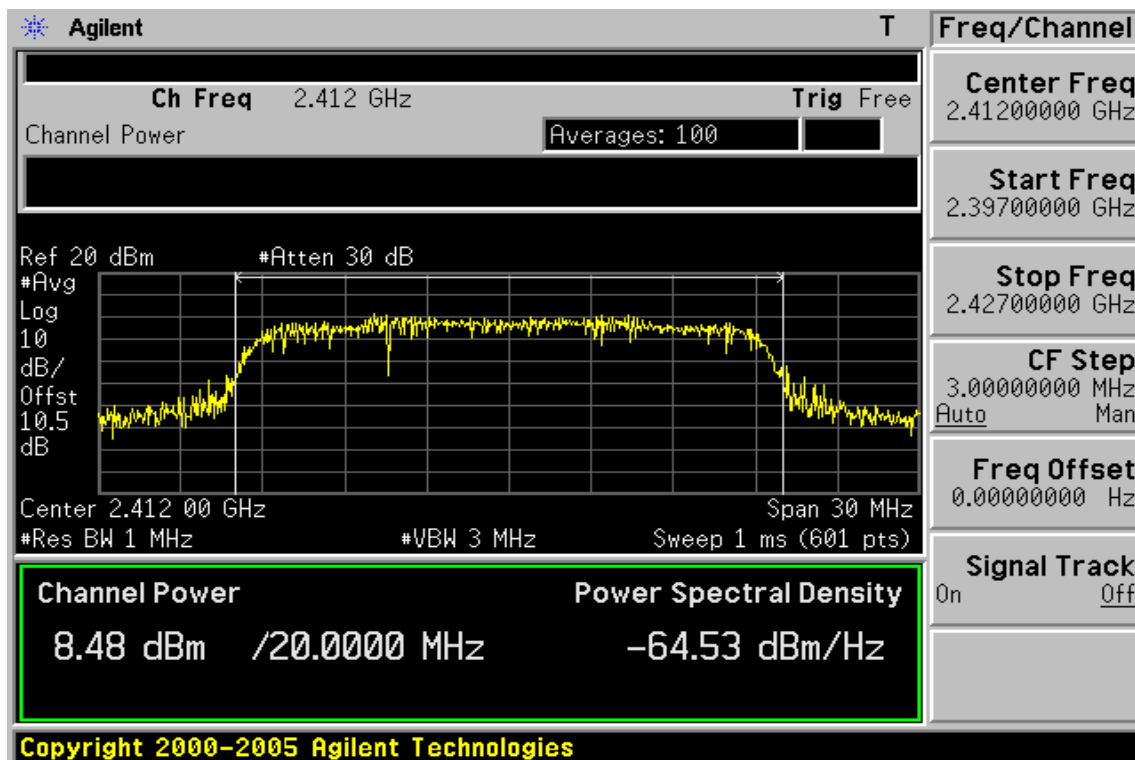 Agilent T Freq/Channel
Ch Freq 2.412 GHz Trig Free
Channel Power Averages: 100
Ref 20 dBm #Atten 30 dB
#Avg
Log
10
dB/
Offst
10.5
dB
Center 2.412 00 GHz Span 30 MHz
#Res BW 1 MHz #VBW 3 MHz Sweep 1 ms (601 pts)
Channel Power Power Spectral Density
8.48 dBm /20.0000 MHz -64.53 dBm/Hz
Center Freq
2.41200000 GHz
Start Freq
2.39700000 GHz
Stop Freq
2.42700000 GHz
CF Step
3.00000000 MHz
Auto Man
Freq Offset
0.00000000 Hz
Signal Track
On Off
Copyright 2000-2005 Agilent Technologies